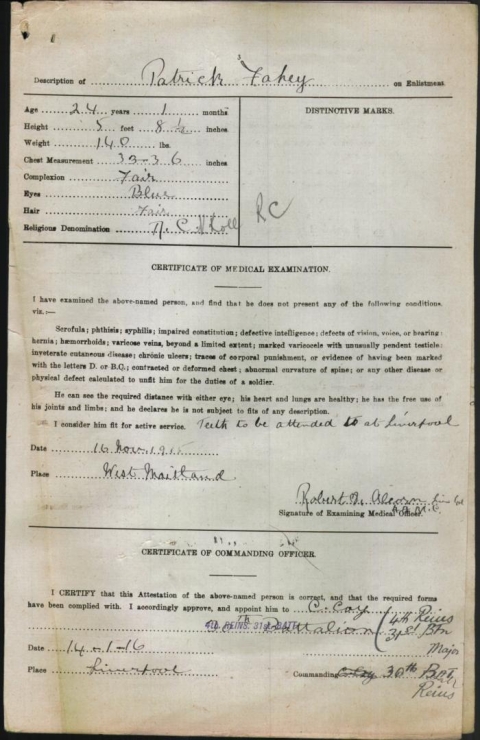 Description of Patrick Fahey on Enlistment.
Age 24 years 1 months
Height 5 feet 8½ inches
Weight 140 lbs.
Chest Measurement 33-36 inches
Complexion Fair
Eyes Blue
Hair Fair
Religious Denomination R. C
DISTINCTIVE MARKS.
RC
CERTIFICATE OF MEDICAL EXAMINATION.
I have examined the above-named person, and find that he does not present any of the following conditions,
viz.:—
Scrofula; phthisis; syphilis; impaired constitution; defective intelligence; defects of vision, voice, or hearing;
hernia; hæmorrhoids; varicose veins, beyond a limited extent; marked varicocele with unusually pendent testicle;
inveterate cutaneous disease; chronic ulcers; traces of corporal punishment, or evidence of having been marked
with the letters D. or B.C.; contracted or deformed chest; abnormal curvature of spine; or any other disease or
physical defect calculated to unfit him for the duties of a soldier.
He can see the required distance with either eye; his heart and lungs are healthy; he has the free use of
his joints and limbs; and he declares he is not subject to fits of any description.
I consider him fit for active service. Teeth to be attended to at Liverpool
Date 16 Nov 1915
Place West Maitland
Robert
Signature of Examining Medical Officer.
CERTIFICATE OF COMMANDING OFFICER.
I CERTIFY that this Attestation of the above-named person is correct, and that the required forms
have been complied with. I accordingly approve, and appoint him to C. Coy
Battalion 4th Reins
31st Btn
Date 14-1-16 Major
Place Liverpool Commanding 30th Bat
Reins